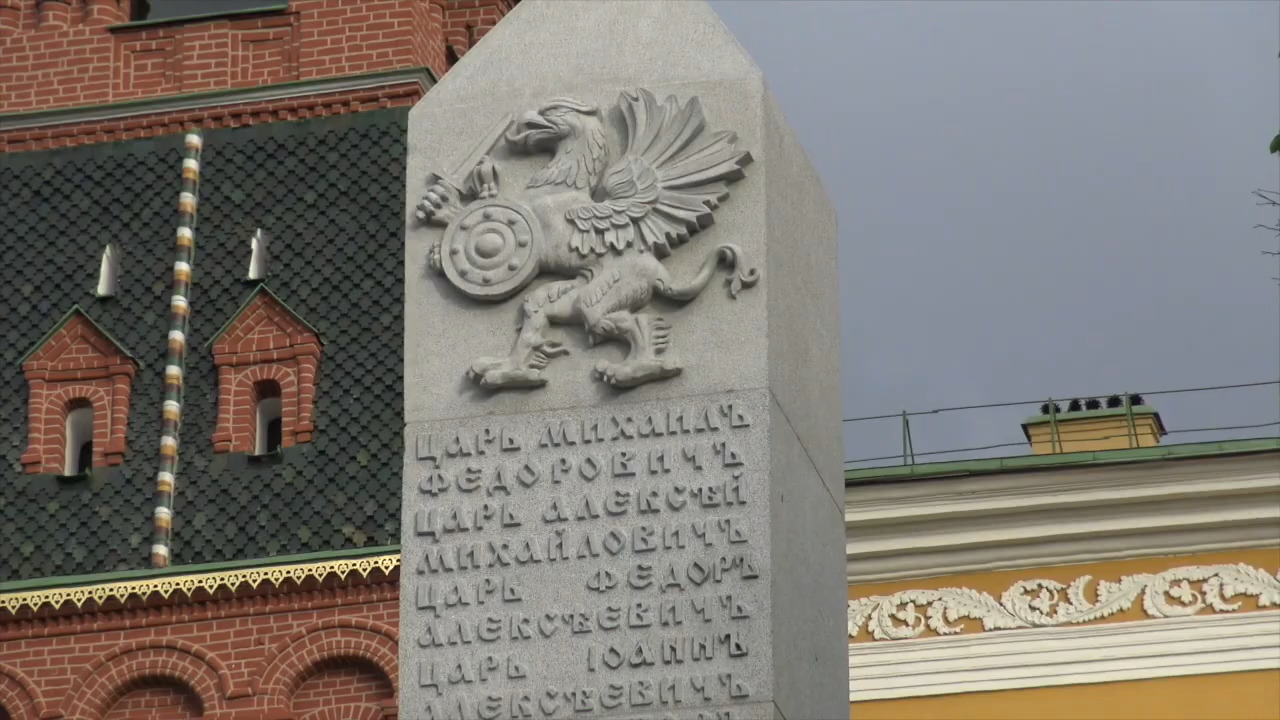 ЦАРЬ МИХАИЛЪ
ФЕДОРОВИЧЪ
ЦАРЬ АЛЕКСѢЙ
МИХАЙЛОВИЧЪ
ЦАРЬ ФЕДОРЪ
АЛЕКСѢЕВИЧЪ
ЦАРЬ ІОАННЪ
АЛЕКСѢЕВИЧЪ